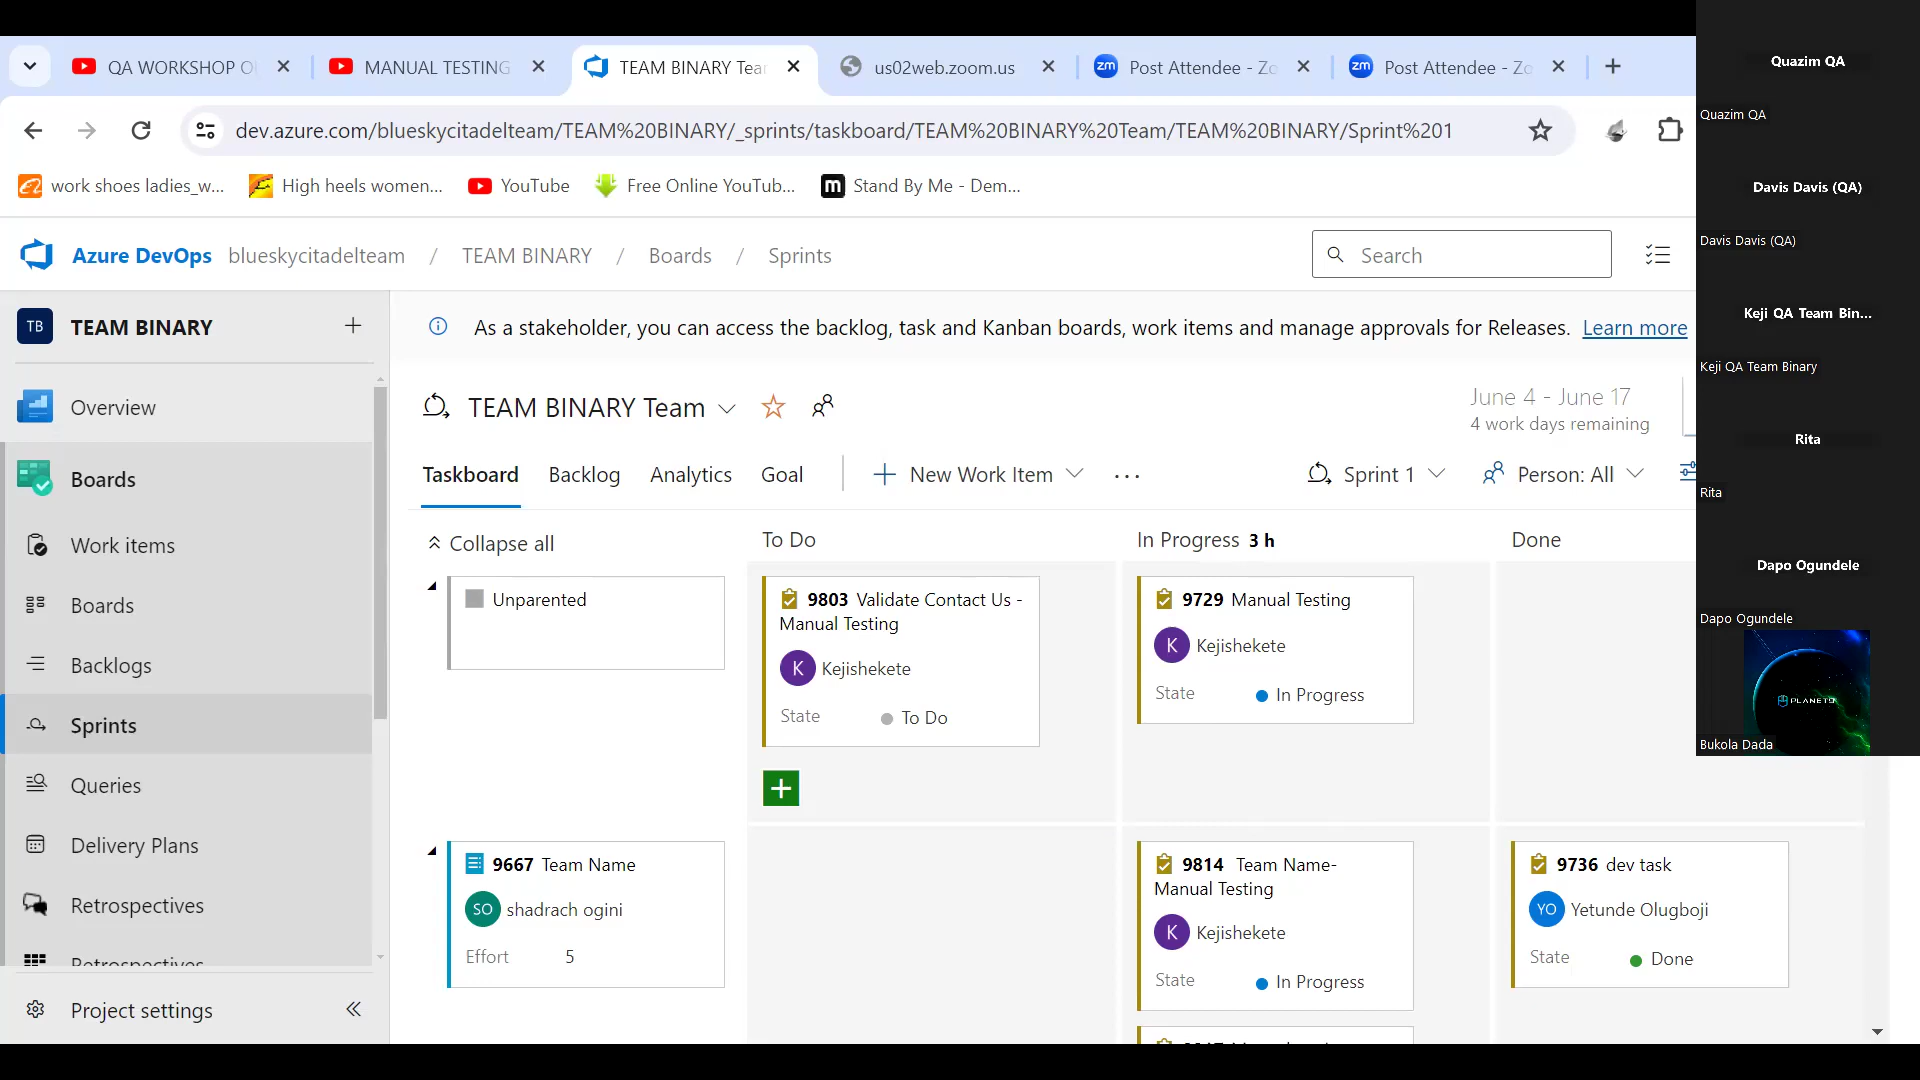 QA WORKSHOP O
MANUAL TESTING
TEAM BINARY Tea
us02web.zoom.us
Post Attendee - Zo
Post Attendee - Zo
dev.azure.com/blueskycitadelteam/TEAM%20BINARY/_sprints/taskboard/TEAM%20BINARY%20Team/TEAM%20BINARY/Sprint%201
work shoes ladies_w...
High heels women...
YouTube
Free Online YouTub...
Stand By Me - Dem...
Azure DevOps
blueskycitadelteam / TEAM BINARY / Boards / Sprints
Search
TB
TEAM BINARY
Overview
Boards
Work items
Boards
Backlogs
Sprints
Queries
Delivery Plans
Retrospectives
Retrospectives
Project settings
As a stakeholder, you can access the backlog, task and Kanban boards, work items and manage approvals for Releases. Learn more
TEAM BINARY Team
June 4 - June 17
4 work days remaining
Taskboard
Backlog
Analytics
Goal
New Work Item
Sprint 1
Person: All
Collapse all
To Do
In Progress 3 h
Done
Unparented
9803 Validate Contact Us -
Manual Testing
K Kejishekete
State
To Do
9729 Manual Testing
K Kejishekete
State
In Progress
9667 Team Name
SO shadrach ogini
Effort 5
9814 Team Name-
Manual Testing
K Kejishekete
State
In Progress
9736 dev task
YO Yetunde Olugboji
State
Done
Quazim QA
Quazim QA
Davis Davis (QA)
Davis Davis (QA)
Keji QA Team Bin...
Keji QA Team Binary
Rita
Rita
Dapo Ogundele
Dapo Ogundele
Bukola Dada